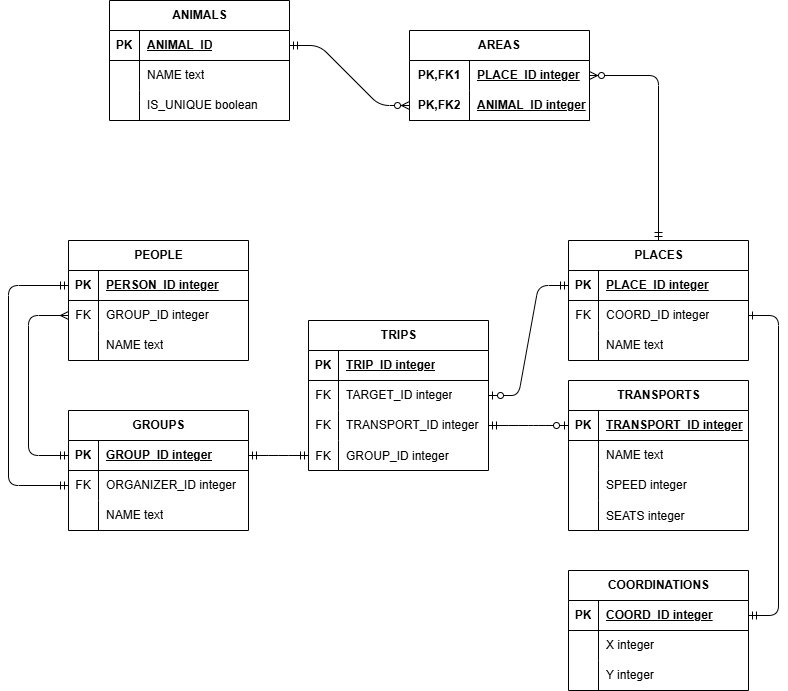 ANIMALS
PK ANIMAL_ID
NAME text
IS_UNIQUE boolean
AREAS
PK,FK1 PLACE_ID integer
PK,FK2 ANIMAL_ID integer
PEOPLE
PK PERSON_ID integer
FK GROUP_ID integer
NAME text
PLACES
PK PLACE_ID integer
FK COORD_ID integer
NAME text
TRIPS
PK TRIP_ID integer
FK TARGET_ID integer
FK TRANSPORT_ID integer
FK GROUP_ID integer
GROUPS
PK GROUP_ID integer
FK ORGANIZER_ID integer
NAME text
TRANSPORTS
PK TRANSPORT_ID integer
NAME text
SPEED integer
SEATS integer
COORDINATIONS
PK COORD_ID integer
X integer
Y integer